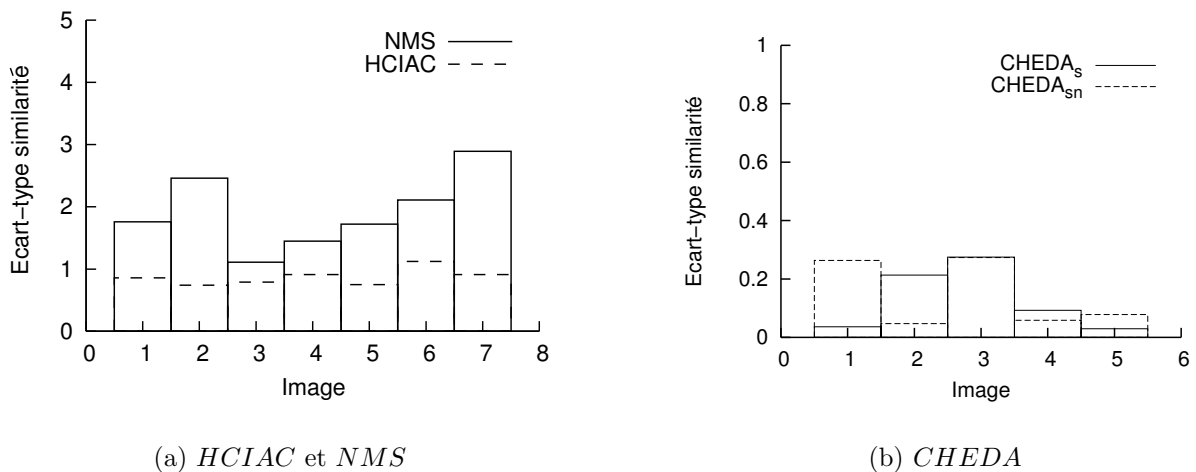 5
4
3
2
1
0
Ecart−type similarité
NMS
HCIAC
0 1 2 3 4 5 6 7 8
Image
(a) HCIAC et NMS
1
0.8
0.6
0.4
0.2
0
Ecart−type similarité
CHEDAs
CHEDAsn
0 1 2 3 4 5 6
Image
(b) CHEDA